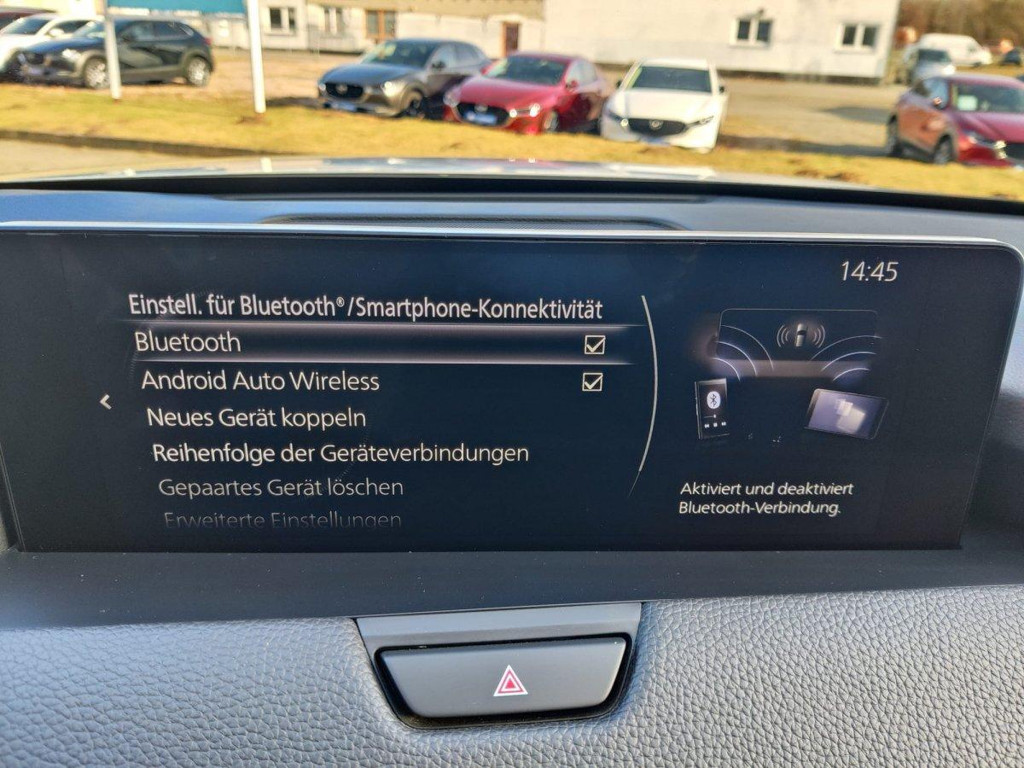 14:45
Einstell. für Bluetooth®/Smartphone-Konnektivität
Bluetooth
Android Auto Wireless
Neues Gerät koppeln
Reihenfolge der Geräteverbindungen
Gepaartes Gerät löschen
Erweiterte Einstellungen
Aktiviert und deaktiviert
Bluetooth-Verbindung.